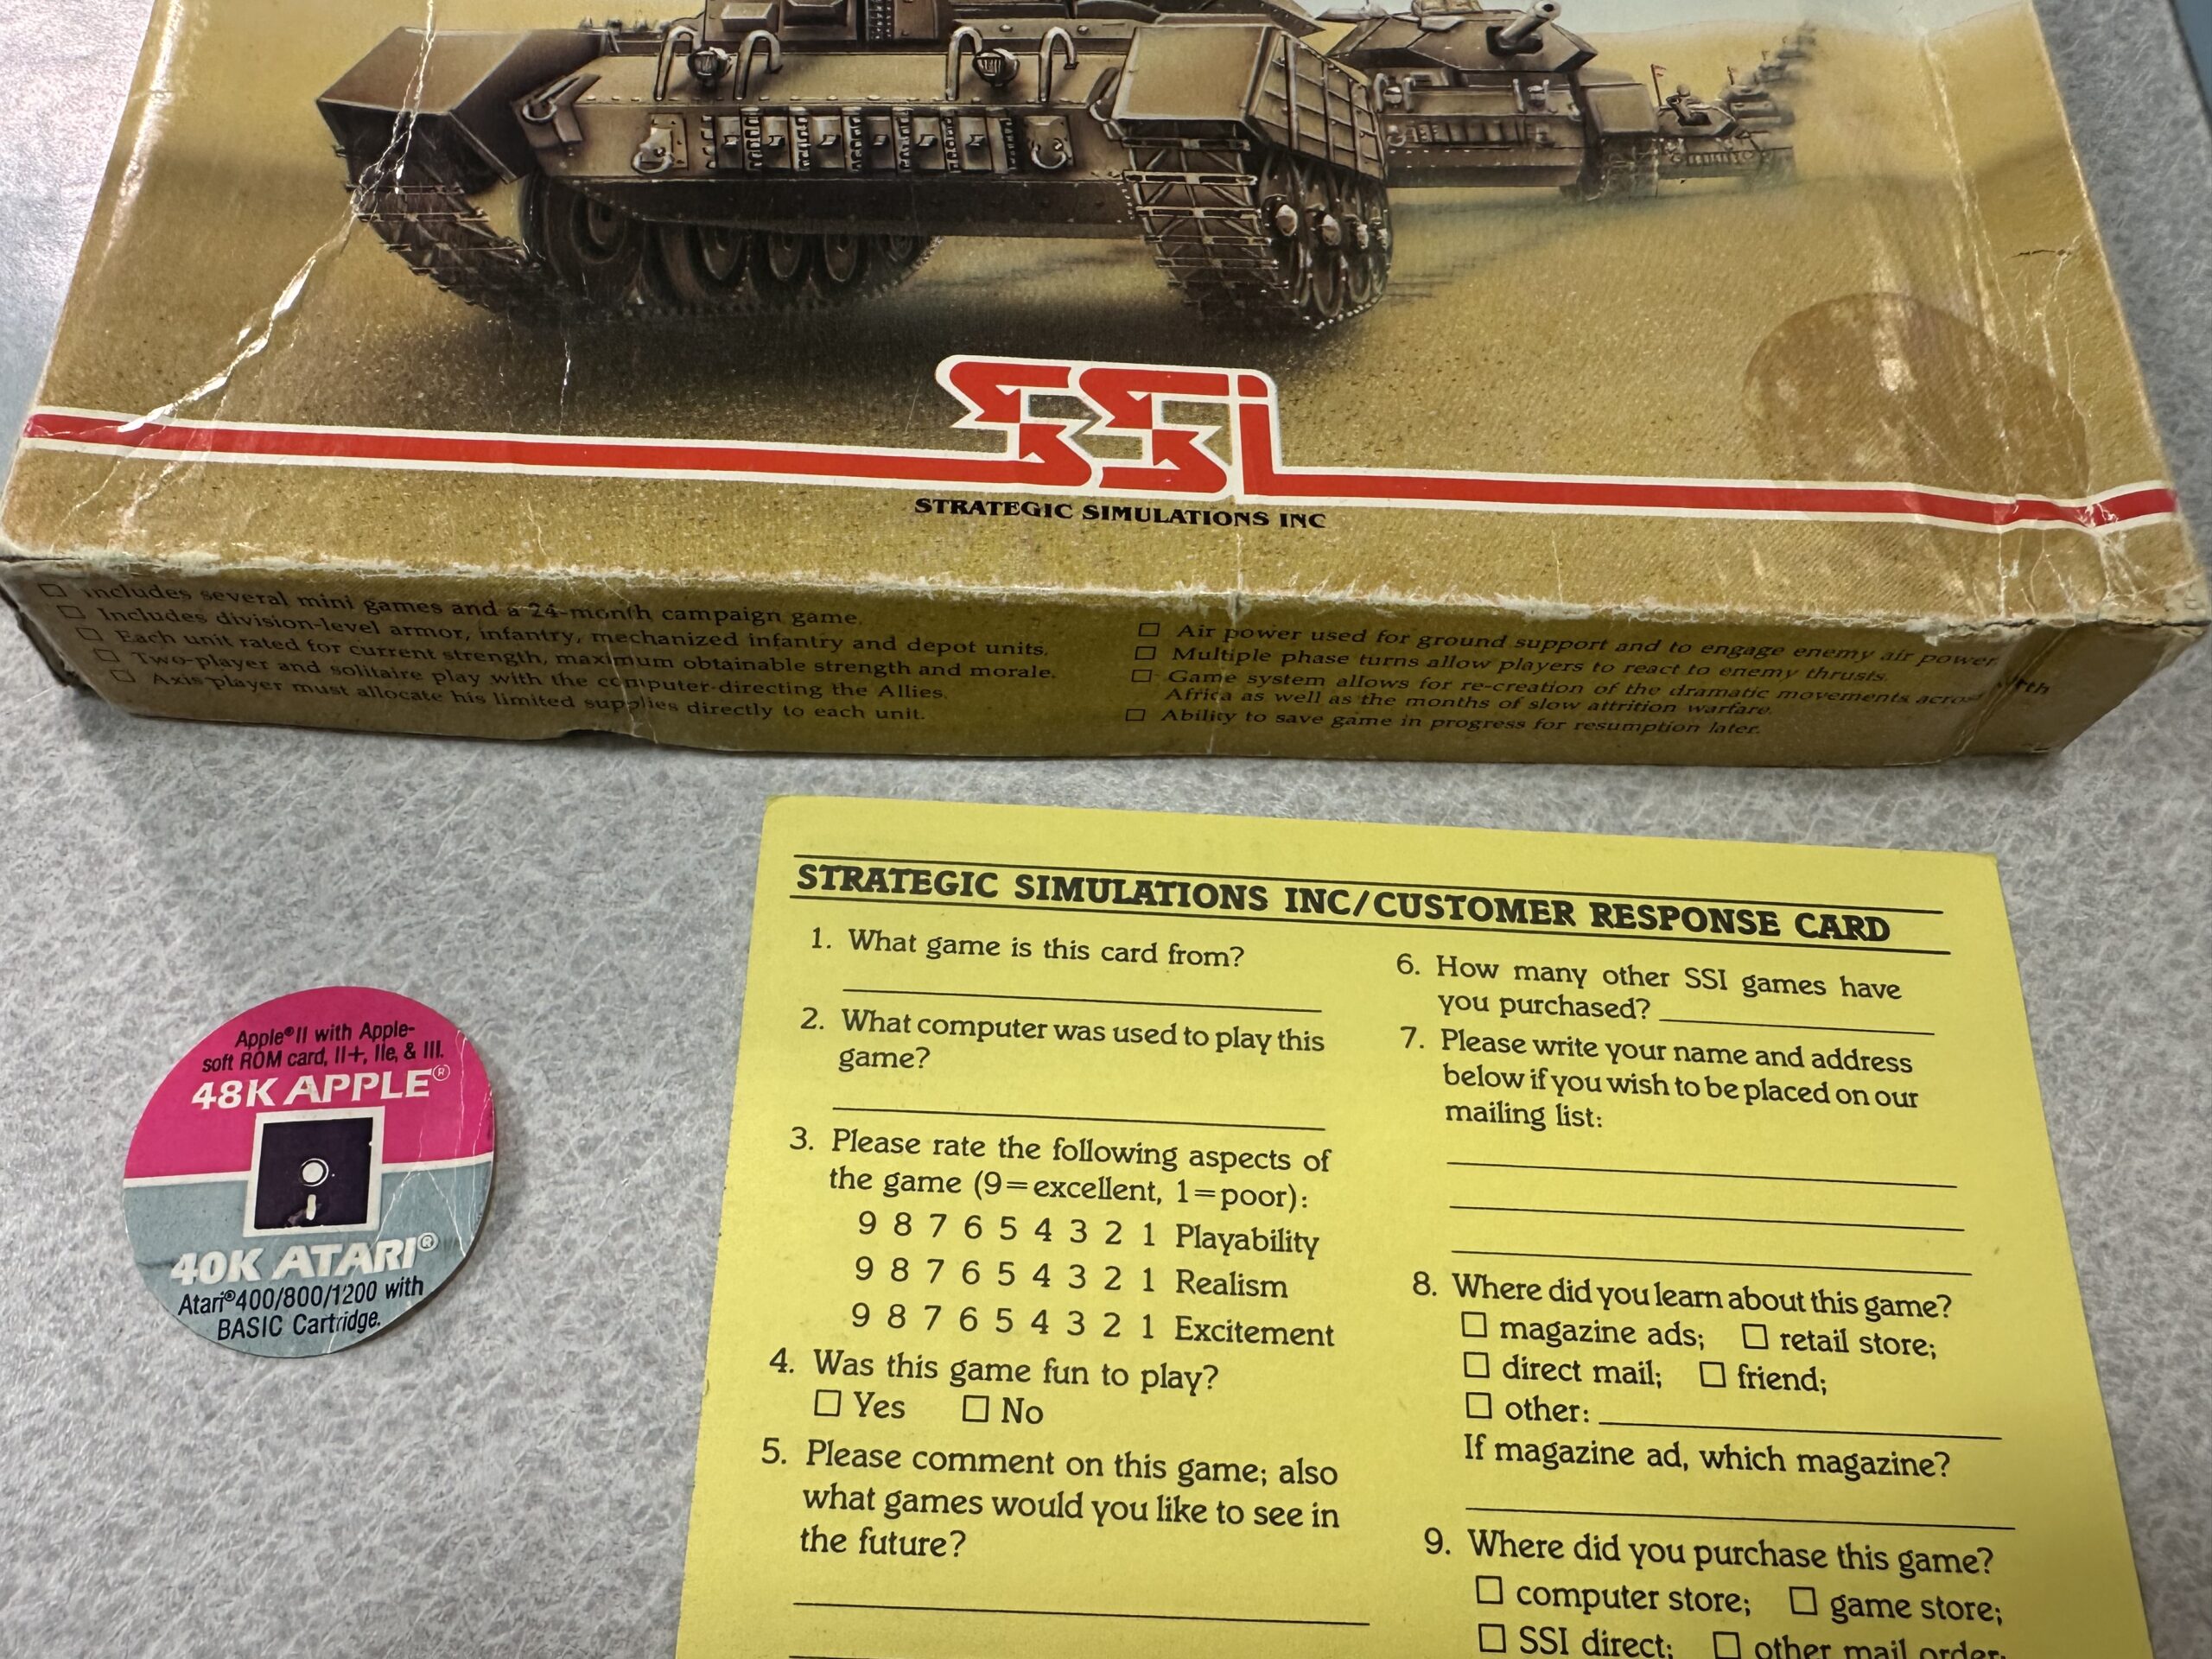 SSI
STRATEGIC SIMULATIONS INC
☐ Includes several mini games and a 24-month campaign game.
☐ Includes division-level armor, infantry, mechanized infantry and depot units.
☐ Each unit rated for current strength, maximum obtainable strength and morale.
☐ Two-player and solitaire play with the computer directing the Allies.
☐ Axis player must allocate his limited supplies directly to each unit.
☐ Air power used for ground support and to engage enemy air power.
☐ Multiple phase turns allow players to react to enemy thrusts.
☐ Game system allows for re-creation of the dramatic movements across
Africa as well as the months of slow attrition warfare.
☐ Ability to save game in progress for resumption later.
Apple® II with Apple-
soft ROM card, II+, IIe, & III.
48K APPLE®
40K ATARI®
Atari® 400/800/1200 with
BASIC Cartridge.
STRATEGIC SIMULATIONS INC/CUSTOMER RESPONSE CARD
1. What game is this card from?
2. What computer was used to play this
game?
3. Please rate the following aspects of
the game (9=excellent, 1=poor):
9 8 7 6 5 4 3 2 1 Playability
9 8 7 6 5 4 3 2 1 Realism
9 8 7 6 5 4 3 2 1 Excitement
4. Was this game fun to play?
☐ Yes ☐ No
5. Please comment on this game; also
what games would you like to see in
the future?
6. How many other SSI games have
you purchased?
7. Please write your name and address
below if you wish to be placed on our
mailing list:
8. Where did you learn about this game?
☐ magazine ads; ☐ retail store;
☐ direct mail; ☐ friend;
☐ other:
If magazine ad, which magazine?
9. Where did you purchase this game?
☐ computer store; ☐ game store;
☐ SSI direct; ☐ other mail order;